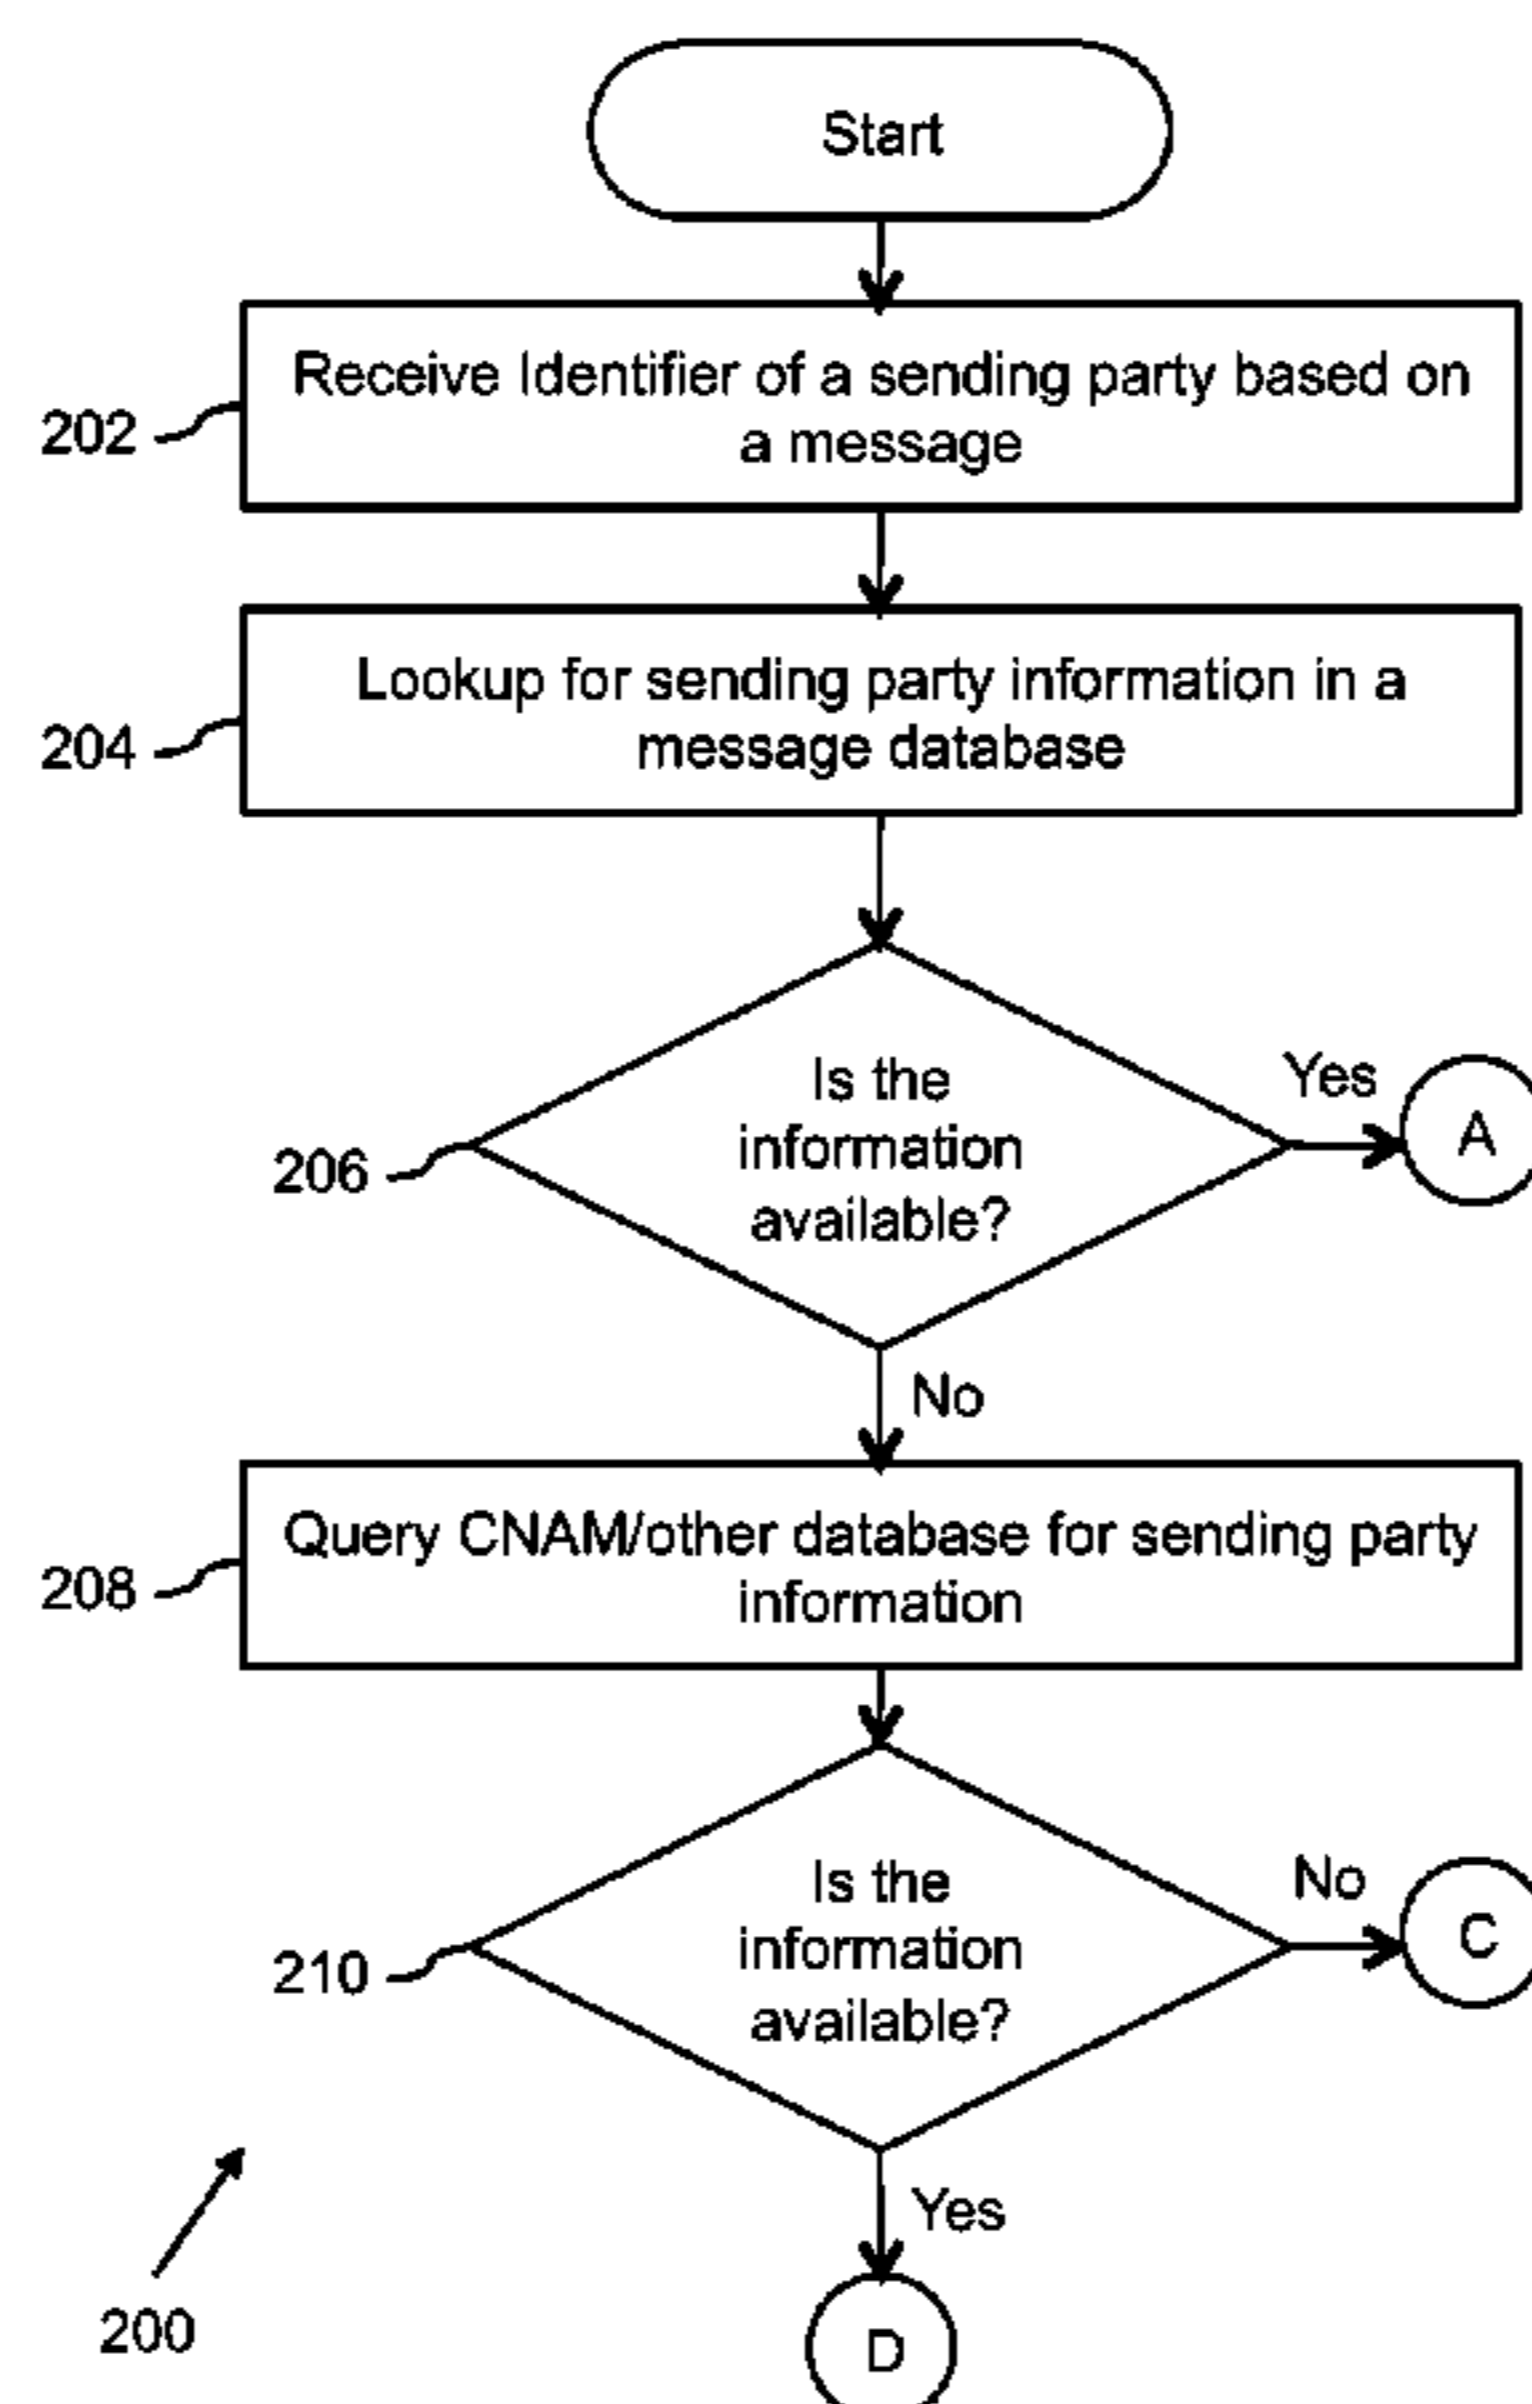 Start
Receive Identifier of a sending party based on
a message
202
Lookup for sending party information in a
message database
204
Is the
information
available?
Yes
A
206
No
Query CNAM/other database for sending party
information
208
Is the
information
available?
No
C
210
Yes
D
200